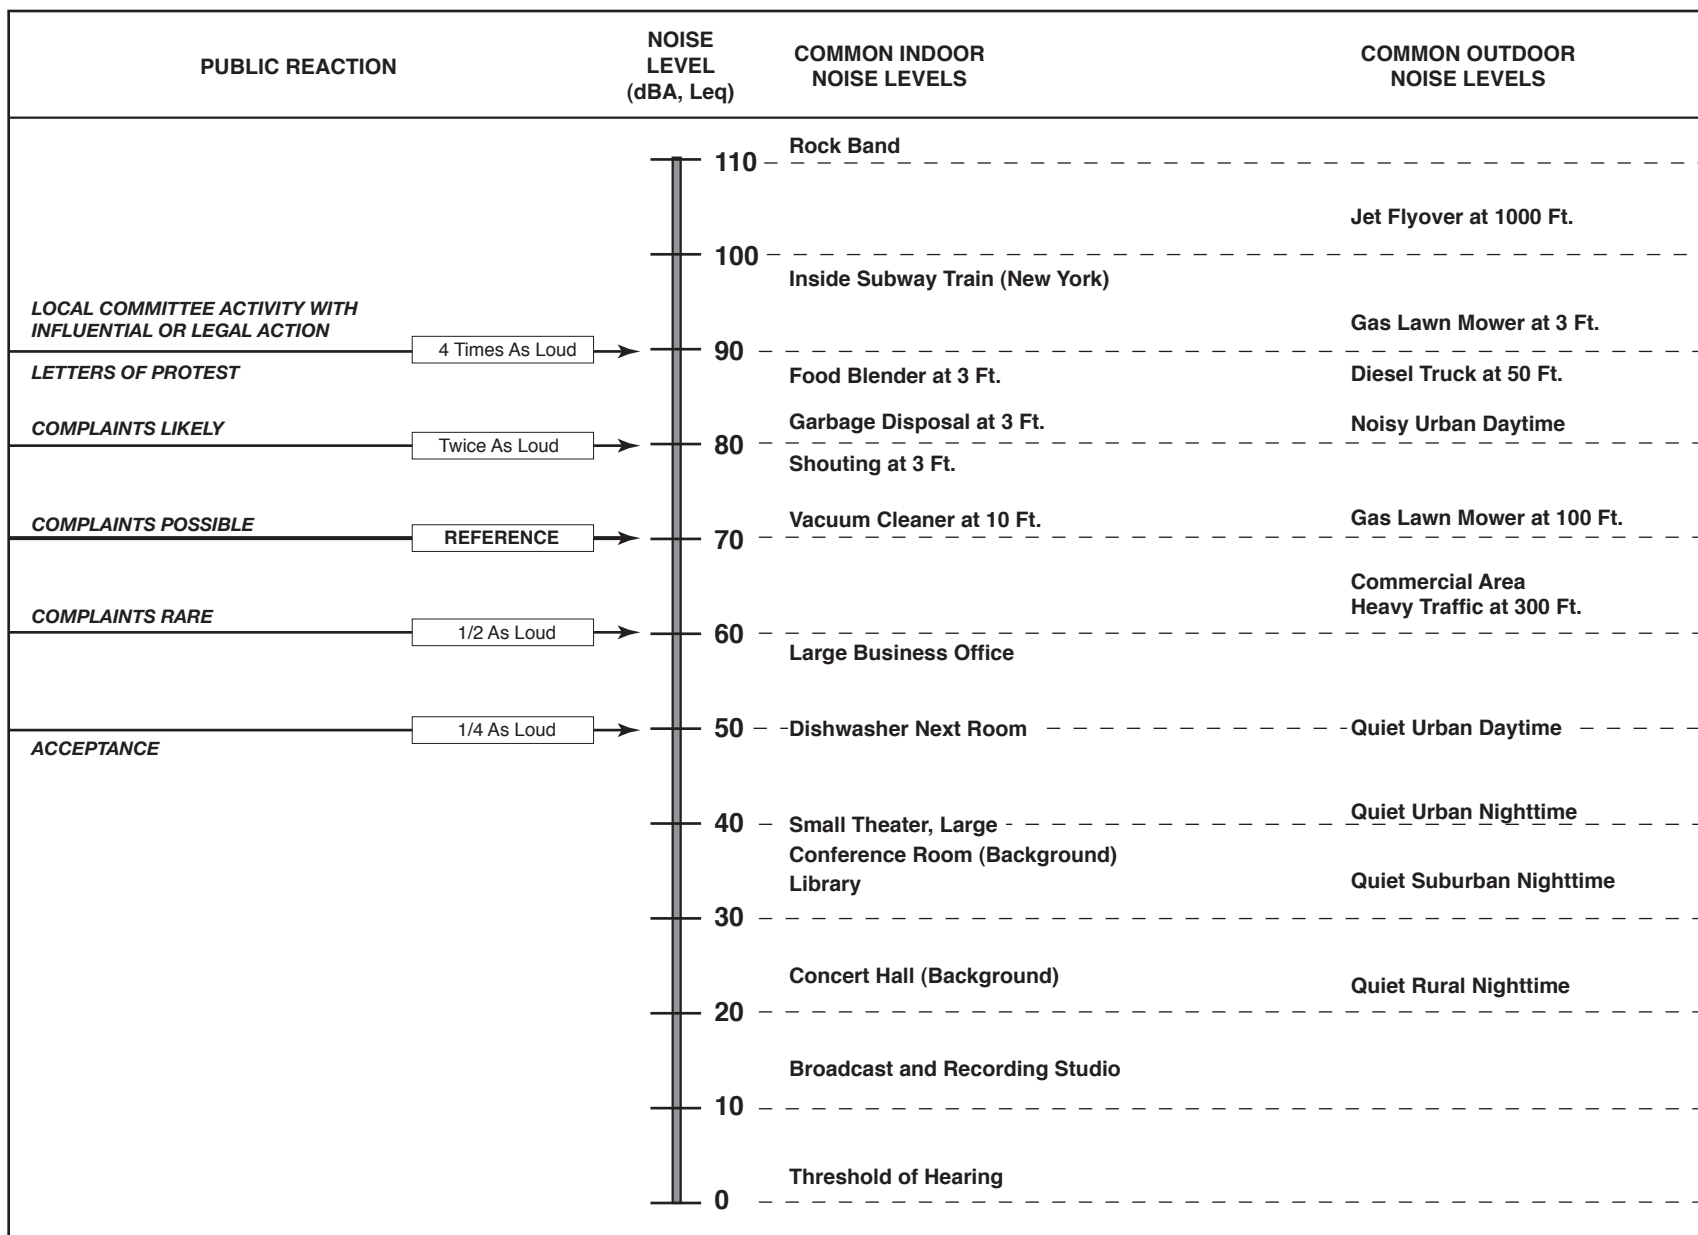 PUBLIC REACTION
NOISE
LEVEL
(dBA, Leq)
COMMON INDOOR
NOISE LEVELS
COMMON OUTDOOR
NOISE LEVELS
Rock Band
110
Jet Flyover at 1000 Ft.
100
Inside Subway Train (New York)
LOCAL COMMITTEE ACTIVITY WITH
INFLUENTIAL OR LEGAL ACTION
Gas Lawn Mower at 3 Ft.
4 Times As Loud
90
LETTERS OF PROTEST
Food Blender at 3 Ft.
Diesel Truck at 50 Ft.
COMPLAINTS LIKELY
Garbage Disposal at 3 Ft.
Noisy Urban Daytime
Twice As Loud
80
Shouting at 3 Ft.
COMPLAINTS POSSIBLE
Vacuum Cleaner at 10 Ft.
Gas Lawn Mower at 100 Ft.
REFERENCE
70
Commercial Area
Heavy Traffic at 300 Ft.
COMPLAINTS RARE
1/2 As Loud
60
Large Business Office
1/4 As Loud
50
Dishwasher Next Room
Quiet Urban Daytime
ACCEPTANCE
Quiet Urban Nighttime
40
Small Theater, Large
Conference Room (Background)
Library
Quiet Suburban Nighttime
30
Concert Hall (Background)
Quiet Rural Nighttime
20
Broadcast and Recording Studio
10
Threshold of Hearing
0